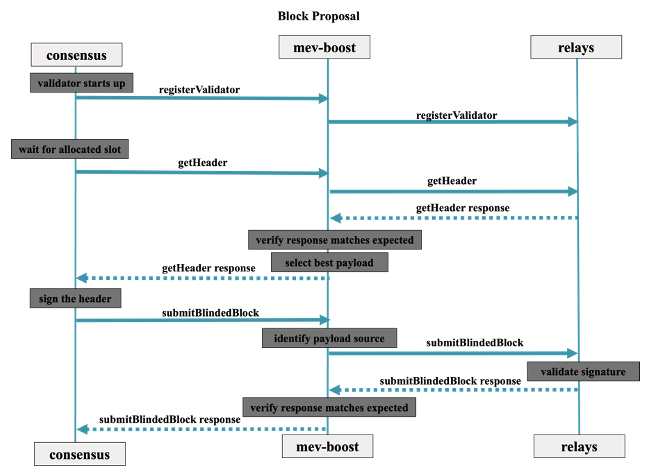 Block Proposal
consensus
mev-boost
relays
validator starts up
registerValidator
registerValidator
wait for allocated slot
getHeader
getHeader
getHeader response
verify response matches expected
select best payload
getHeader response
sign the header
submitBlindedBlock
identify payload source
submitBlindedBlock
validate signature
submitBlindedBlock response
verify response matches expected
submitBlindedBlock response
consensus
mev-boost
relays